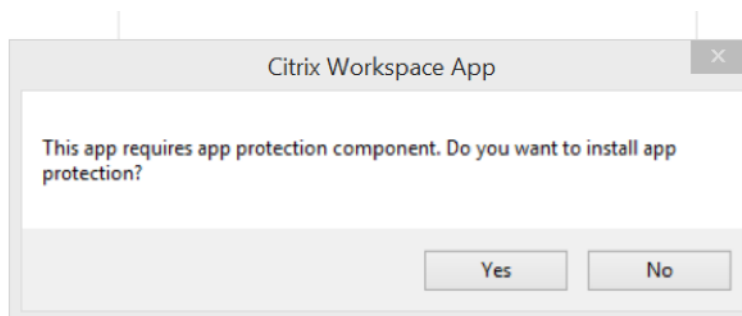 Citrix Workspace App
This app requires app protection component. Do you want to install app
protection?
Yes
No